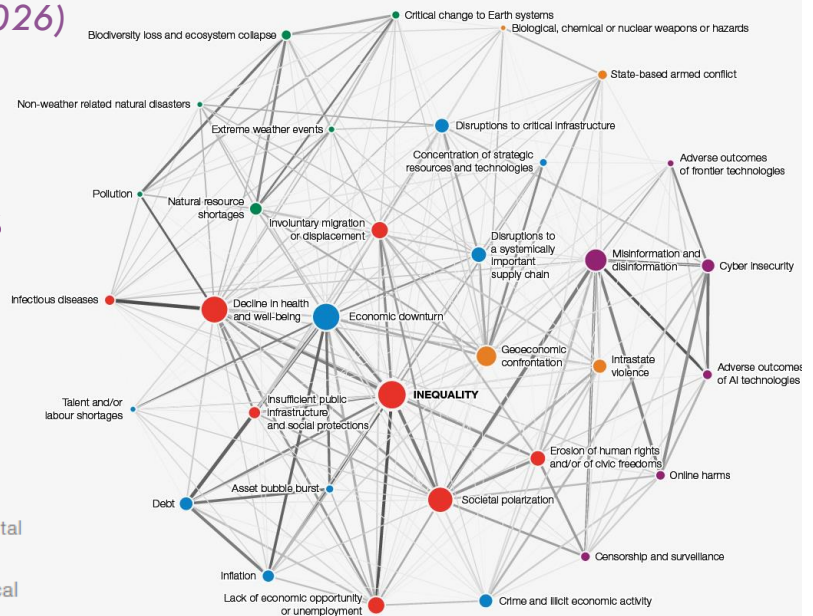 026)
Critical change to Earth systems
Biological, chemical or nuclear weapons or hazards
Biodiversity loss and ecosystem collapse
State-based armed conflict
Non-weather related natural disasters
Extreme weather events
Disruptions to critical infrastructure
Concentration of strategic
resources and technologies
Adverse outcomes
of frontier technologies
Pollution
Natural resource
shortages
Involuntary migration
or displacement
Disruptions to
a systemically
important
supply chain
Misinformation and
disinformation
Cyber insecurity
Infectious diseases
Decline in health
and well-being
Economic downturn
Geoeconomic
confrontation
Intrastate
violence
Adverse outcomes
of AI technologies
Talent and/or
labour shortages
Insufficient public
infrastructure
and social protections
INEQUALITY
Erosion of human rights
and/or of civic freedoms
Online harms
Asset bubble burst
Debt
Societal polarization
tal
Censorship and surveillance
Inflation
cal
Lack of economic opportunity
or unemployment
Crime and illicit economic activity